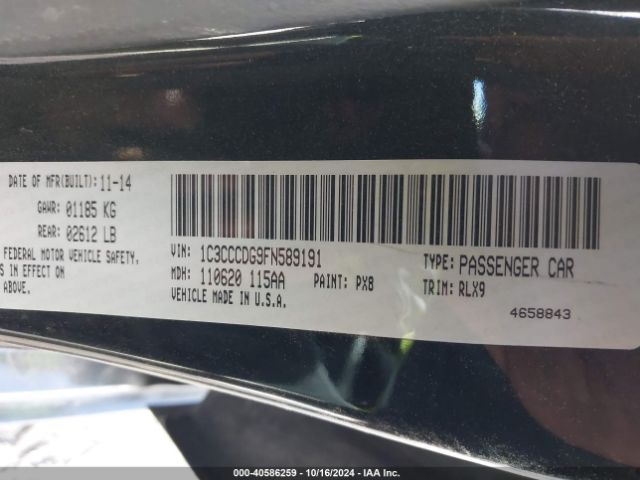 DATE OF MFR(BUILT): 11-14
GAWR: 01185 KG
REAR: 02612 LB
FEDERAL MOTOR VEHICLE SAFETY,
S IN EFFECT ON
ABOVE.
VIN: 1C3CCCDG9FN589191
MDH: 110620 115AA PAINT: PX8
VEHICLE MADE IN U.S.A.
TYPE: PASSENGER CAR
TRIM: RLX9
4658843
000-40586259 - 10/16/2024 - IAA Inc.